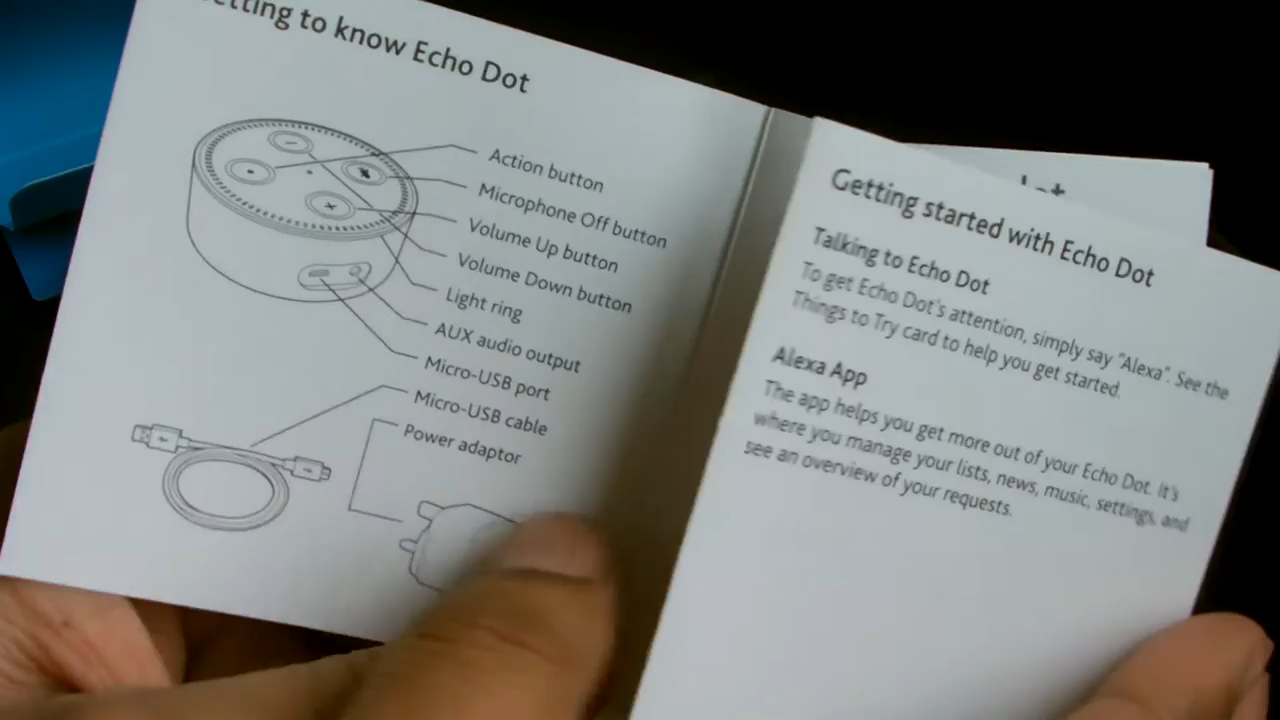 Getting to know Echo Dot
Action button
Microphone Off button
Volume Up button
Volume Down button
Light ring
AUX audio output
Micro-USB port
Micro-USB cable
Power adaptor
Getting started with Echo Dot
Talking to Echo Dot
To get Echo Dot's attention, simply say "Alexa". See the
Things to Try card to help you get started.
Alexa App
The app helps you get more out of your Echo Dot. It's
where you manage your lists, news, music, settings, and
see an overview of your requests.